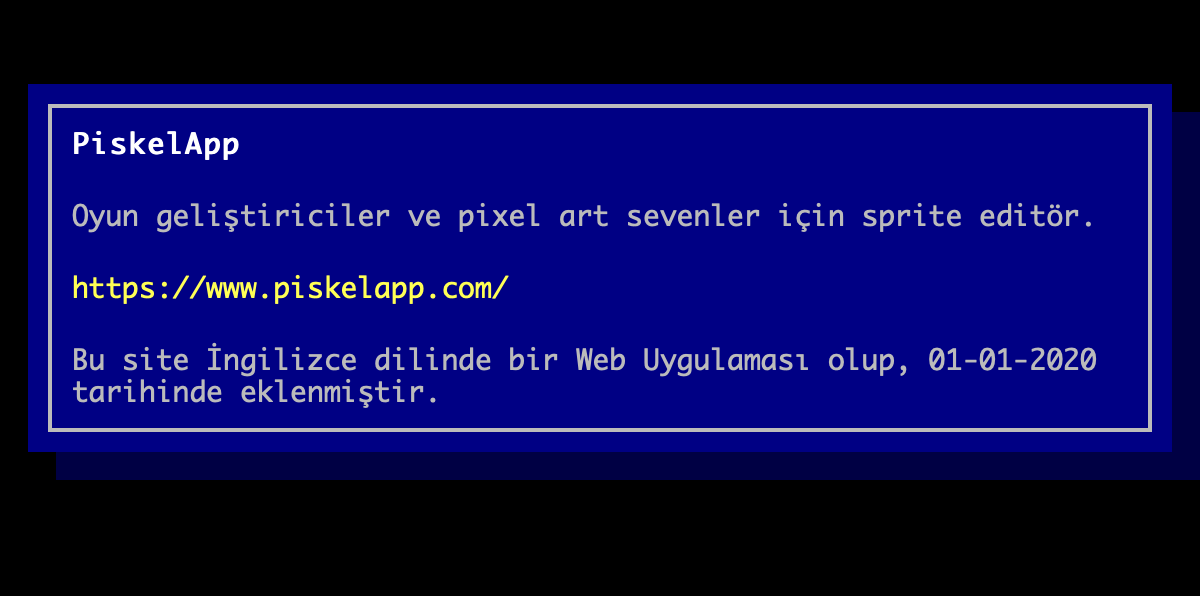 PiskelApp
Oyun geliştiriciler ve pixel art sevenler için sprite editör.
https://www.piskelapp.com/
Bu site İngilizce dilinde bir Web Uygulaması olup, 01-01-2020
tarihinde eklenmiştir.